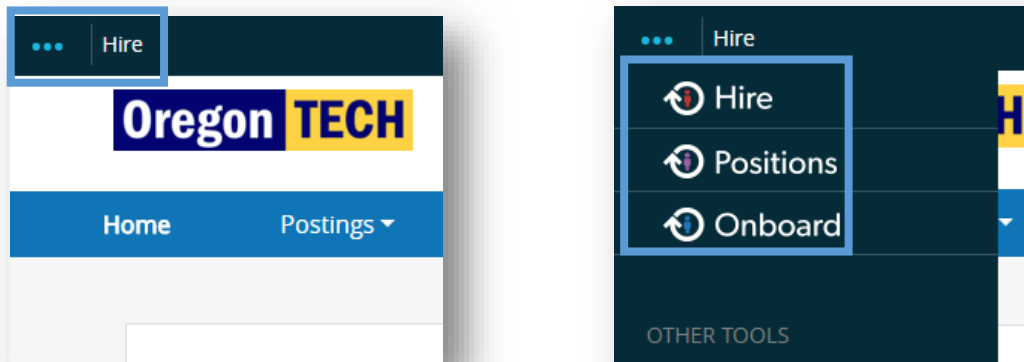 ••• Hire
Oregon TECH
Home Postings
••• Hire
Hire
Positions
Onboard
H
OTHER TOOLS